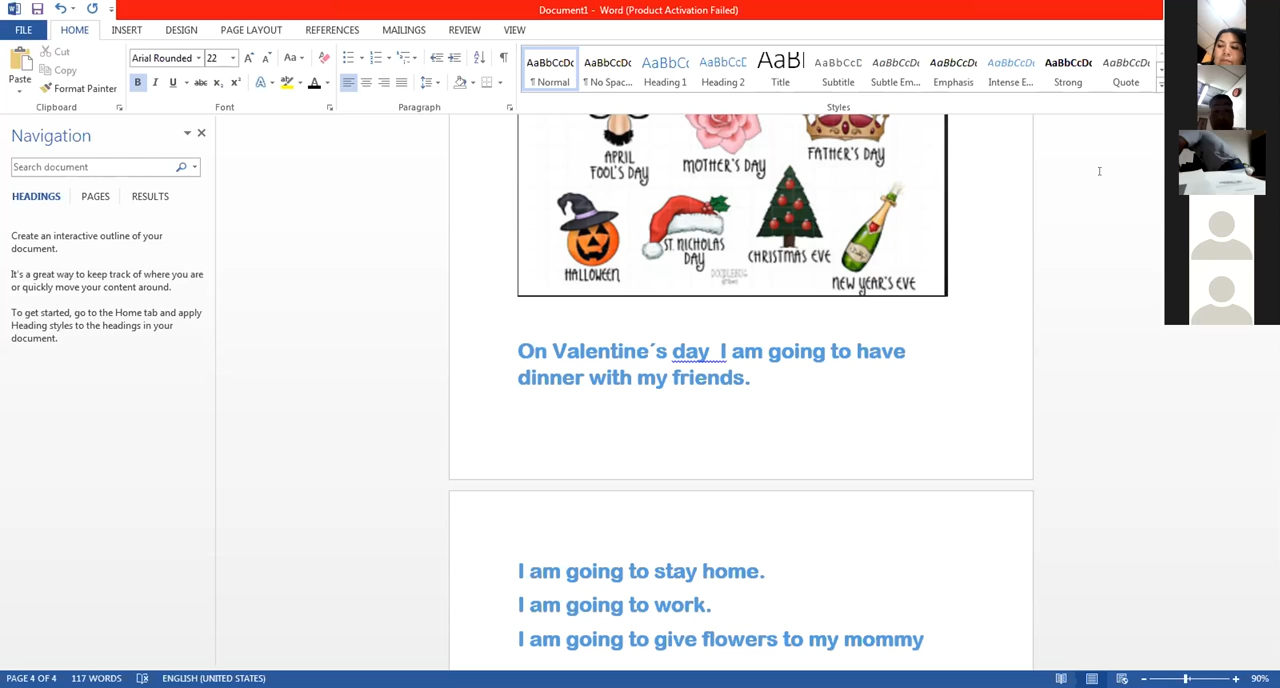 Document1 - Word (Product Activation Failed)
FILE HOME INSERT DESIGN PAGE LAYOUT REFERENCES MAILINGS REVIEW VIEW
Paste
Cut
Copy
Format Painter
Clipboard
Arial Rounded 22
Font
Paragraph
AaBbCcDc AaBbCcDc AaBbCc AaBbCcD AaBl AaBbCcD AaBbCcDc AaBbCcDc AaBbCcDc AaBbCcDc AaBbCcDc
¶ Normal ¶ No Spac... Heading 1 Heading 2 Title Subtitle Subtle Em... Emphasis Intense E... Strong Quote
Styles
Navigation
Search document
HEADINGS PAGES RESULTS
Create an interactive outline of your
document.
It's a great way to keep track of where you are
or quickly move your content around.
To get started, go to the Home tab and apply
Heading styles to the headings in your
document.
APRIL
FOOL'S DAY
MOTHER'S DAY
FATHER'S DAY
HALLOWEEN
ST. NICHOLAS
DAY
CHRISTMAS EVE
NEW YEAR'S EVE
On Valentine´s day I am going to have
dinner with my friends.
I am going to stay home.
I am going to work.
I am going to give flowers to my mommy
PAGE 4 OF 4 117 WORDS ENGLISH (UNITED STATES) 90%